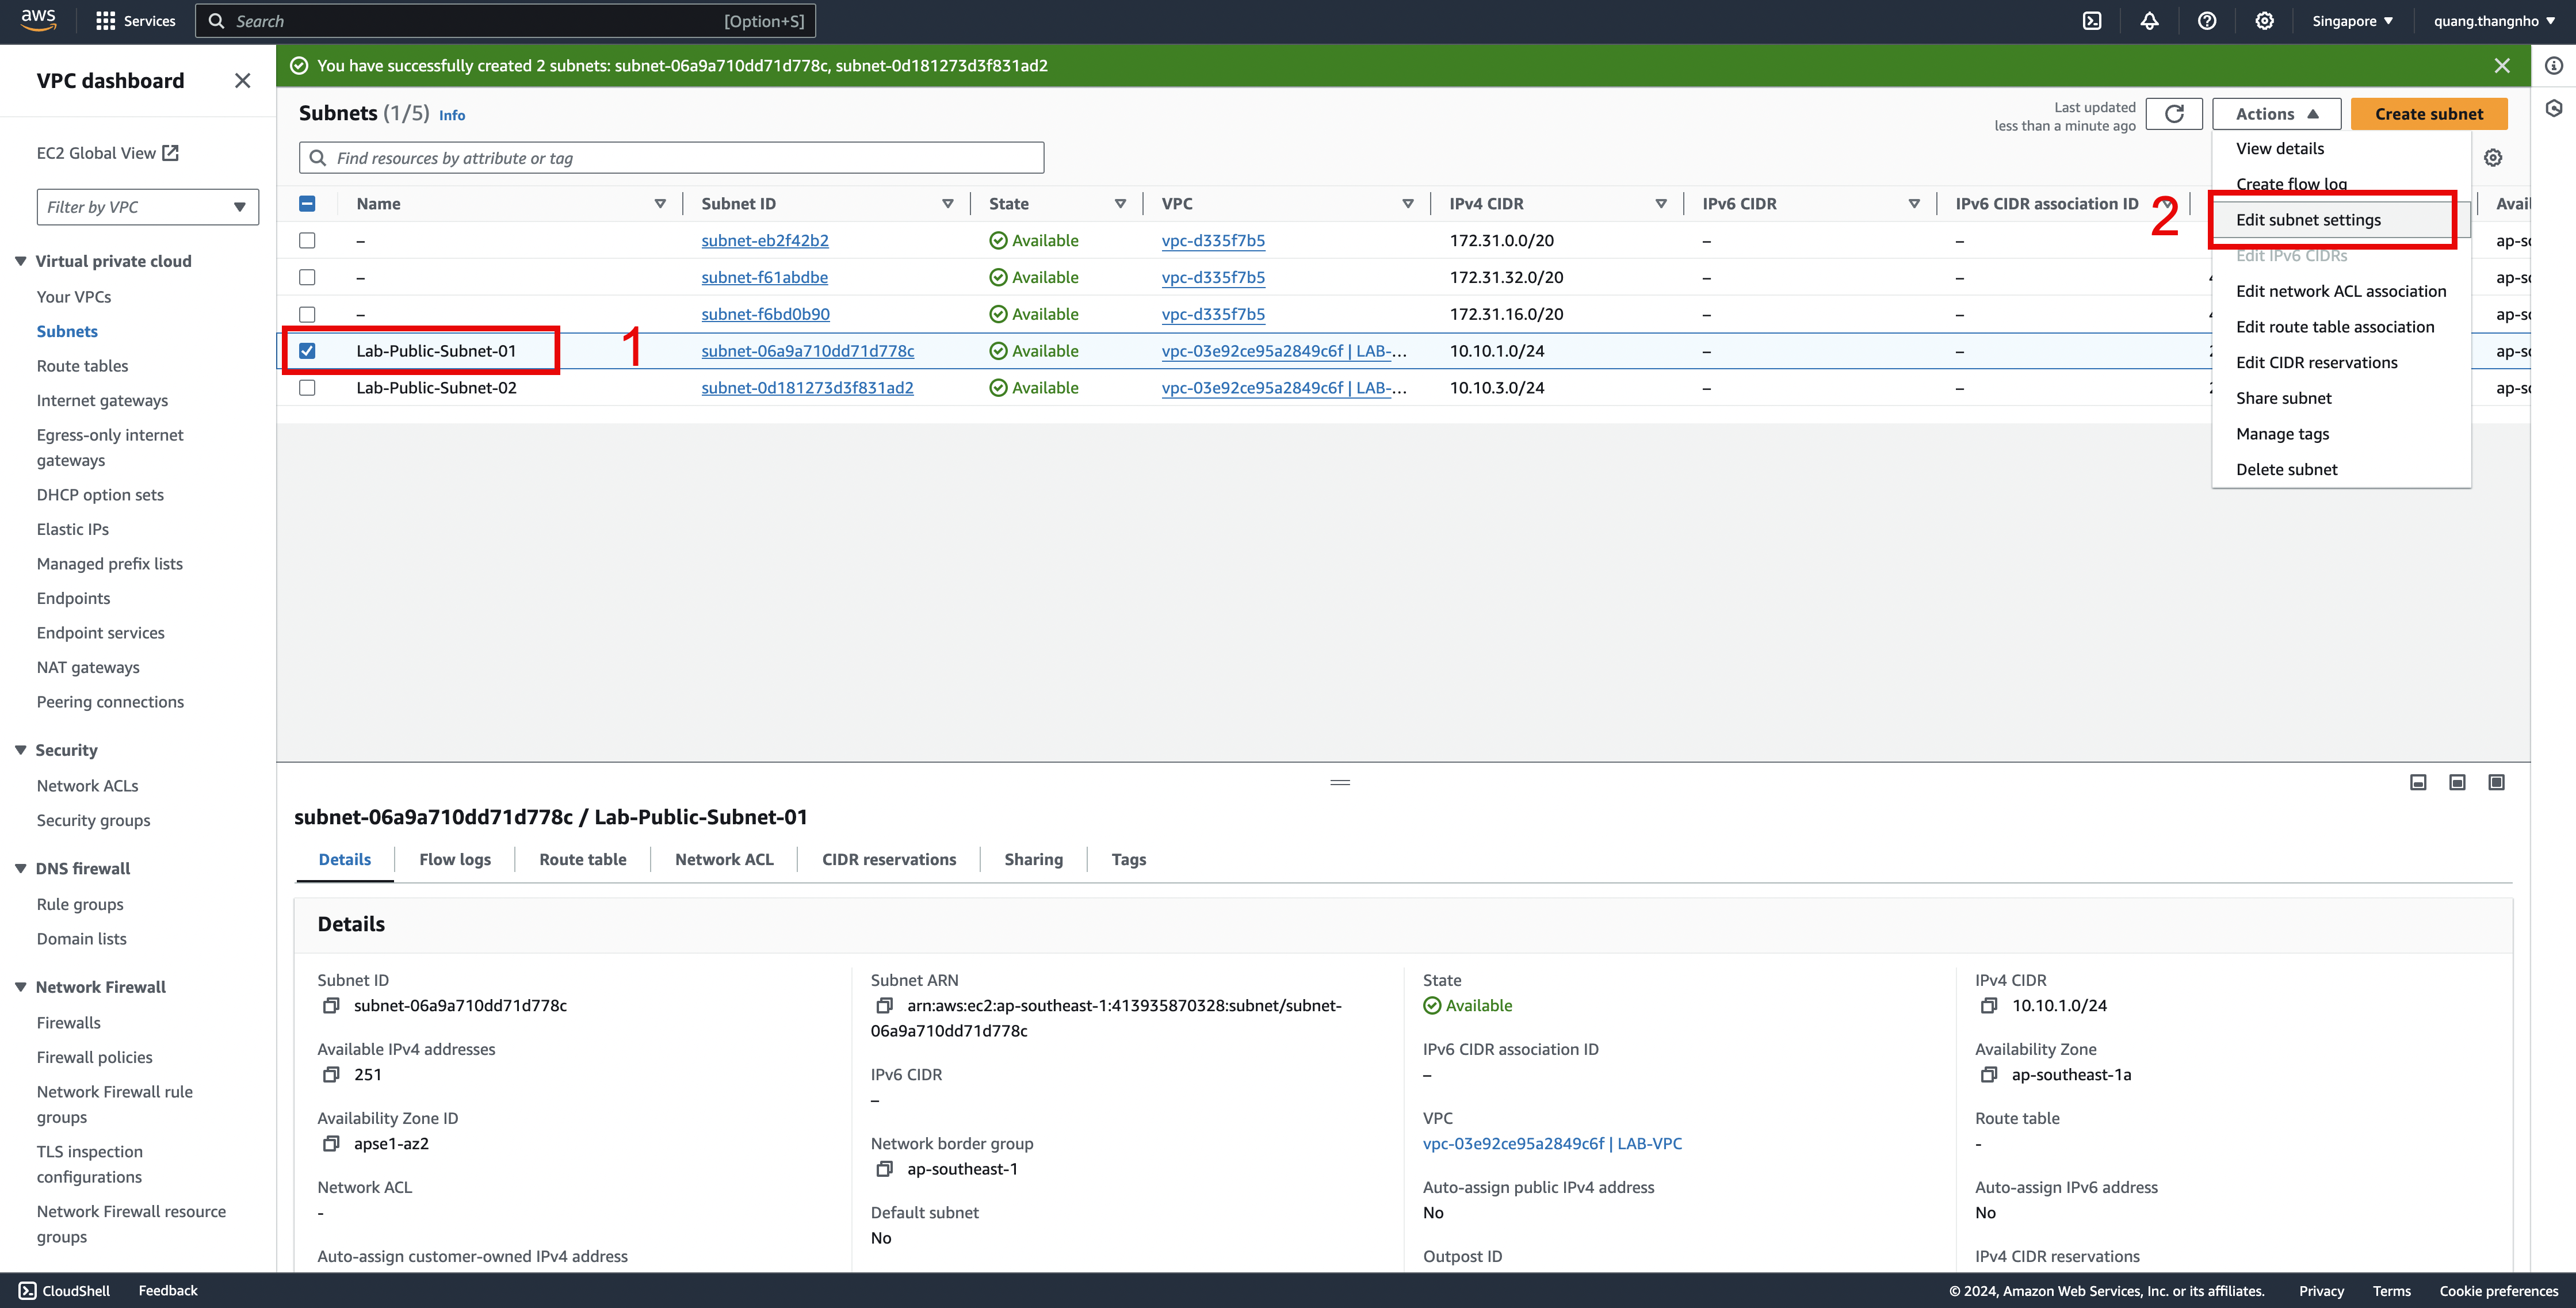 aws
Services
Search
[Option+S]
Singapore
quang.thangnho
VPC dashboard
EC2 Global View
Filter by VPC
Virtual private cloud
Your VPCs
Subnets
Route tables
Internet gateways
Egress-only internet
gateways
DHCP option sets
Elastic IPs
Managed prefix lists
Endpoints
Endpoint services
NAT gateways
Peering connections
Security
Network ACLs
Security groups
DNS firewall
Rule groups
Domain lists
Network Firewall
Firewalls
Firewall policies
Network Firewall rule
groups
TLS inspection
configurations
Network Firewall resource
groups
You have successfully created 2 subnets: subnet-06a9a710dd71d778c, subnet-0d181273d3f831ad2
Subnets (1/5) Info
Last updated
less than a minute ago
Actions
Create subnet
Find resources by attribute or tag
View details
Create flow log
Edit subnet settings
Edit IPv6 CIDRs
Edit network ACL association
Edit route table association
Edit CIDR reservations
Share subnet
Manage tags
Delete subnet
2
Name Subnet ID State VPC IPv4 CIDR IPv6 CIDR IPv6 CIDR association ID
– subnet-eb2f42b2 Available vpc-d335f7b5 172.31.0.0/20 – –
– subnet-f61abdbe Available vpc-d335f7b5 172.31.32.0/20 – –
– subnet-f6bd0b90 Available vpc-d335f7b5 172.31.16.0/20 – –
Lab-Public-Subnet-01 1 subnet-06a9a710dd71d778c Available vpc-03e92ce95a2849c6f | LAB-... 10.10.1.0/24 – –
Lab-Public-Subnet-02 subnet-0d181273d3f831ad2 Available vpc-03e92ce95a2849c6f | LAB-... 10.10.3.0/24 – –
subnet-06a9a710dd71d778c / Lab-Public-Subnet-01
Details Flow logs Route table Network ACL CIDR reservations Sharing Tags
Details
Subnet ID
subnet-06a9a710dd71d778c
Available IPv4 addresses
251
Availability Zone ID
apse1-az2
Network ACL
-
Auto-assign customer-owned IPv4 address
Subnet ARN
arn:aws:ec2:ap-southeast-1:413935870328:subnet/subnet-
06a9a710dd71d778c
IPv6 CIDR
–
Network border group
ap-southeast-1
Default subnet
No
State
Available
IPv6 CIDR association ID
–
VPC
vpc-03e92ce95a2849c6f | LAB-VPC
Auto-assign public IPv4 address
No
Outpost ID
IPv4 CIDR
10.10.1.0/24
Availability Zone
ap-southeast-1a
Route table
-
Auto-assign IPv6 address
No
IPv4 CIDR reservations
CloudShell
Feedback
© 2024, Amazon Web Services, Inc. or its affiliates.
Privacy
Terms
Cookie preferences